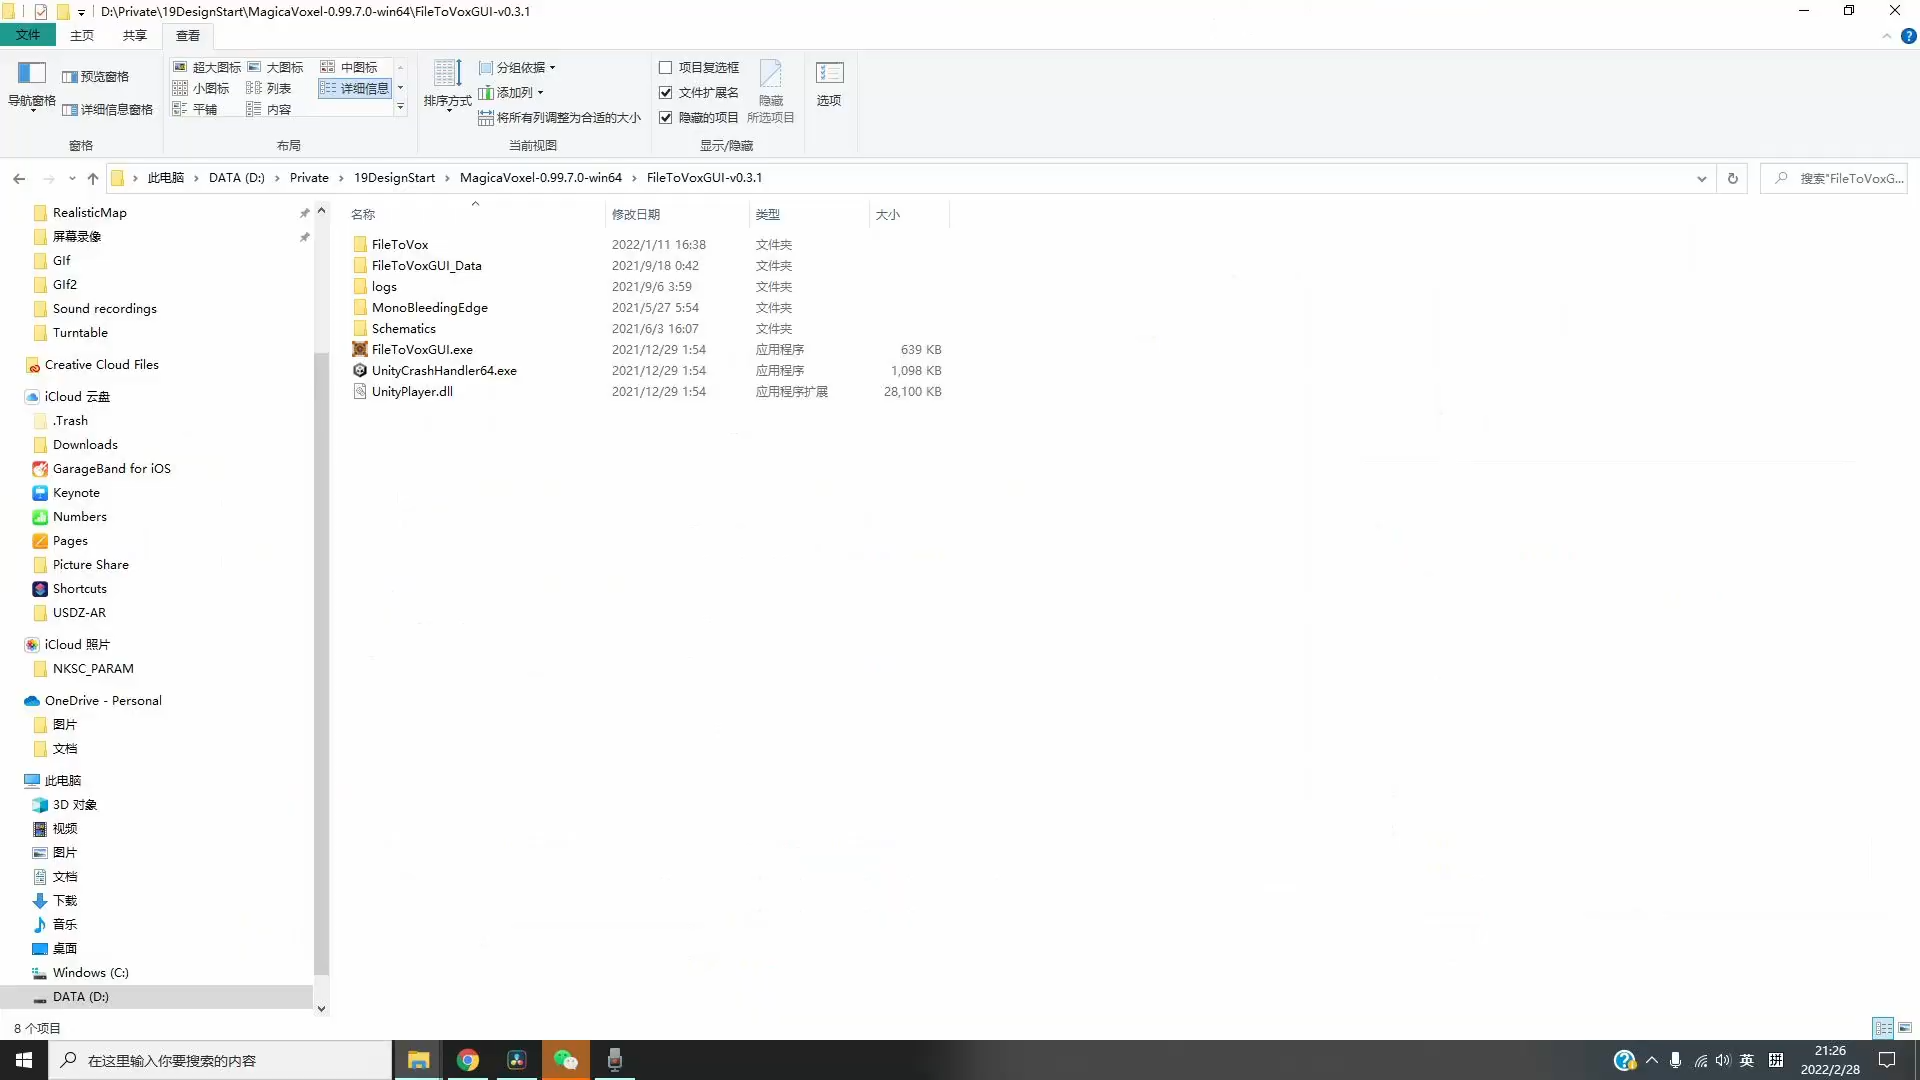 D:\Private\19DesignStart\MagicaVoxel-0.99.7.0-win64\FileToVoxGUI-v0.3.1
文件 主页 共享 查看
导航窗格 预览窗格 详细信息窗格
窗格
超大图标 大图标 中图标
小图标 列表 详细信息
平铺 内容
布局
排序方式 分组依据
添加列
将所有列调整为合适的大小
当前视图
项目复选框
文件扩展名
隐藏的项目
隐藏
所选项目
显示/隐藏
选项
此电脑 › DATA (D:) › Private › 19DesignStart › MagicaVoxel-0.99.7.0-win64 › FileToVoxGUI-v0.3.1
搜索"FileToVoxG...
RealisticMap
屏幕录像
GIf
GIf2
Sound recordings
Turntable
Creative Cloud Files
iCloud 云盘
.Trash
Downloads
GarageBand for iOS
Keynote
Numbers
Pages
Picture Share
Shortcuts
USDZ-AR
iCloud 照片
NKSC_PARAM
OneDrive - Personal
图片
文档
此电脑
3D 对象
视频
图片
文档
下载
音乐
桌面
Windows (C:)
DATA (D:)
名称 修改日期 类型 大小
FileToVox 2022/1/11 16:38 文件夹
FileToVoxGUI_Data 2021/9/18 0:42 文件夹
logs 2021/9/6 3:59 文件夹
MonoBleedingEdge 2021/5/27 5:54 文件夹
Schematics 2021/6/3 16:07 文件夹
FileToVoxGUI.exe 2021/12/29 1:54 应用程序 639 KB
UnityCrashHandler64.exe 2021/12/29 1:54 应用程序 1,098 KB
UnityPlayer.dll 2021/12/29 1:54 应用程序扩展 28,100 KB
8 个项目
在这里输入你要搜索的内容
英
拼
21:26
2022/2/28